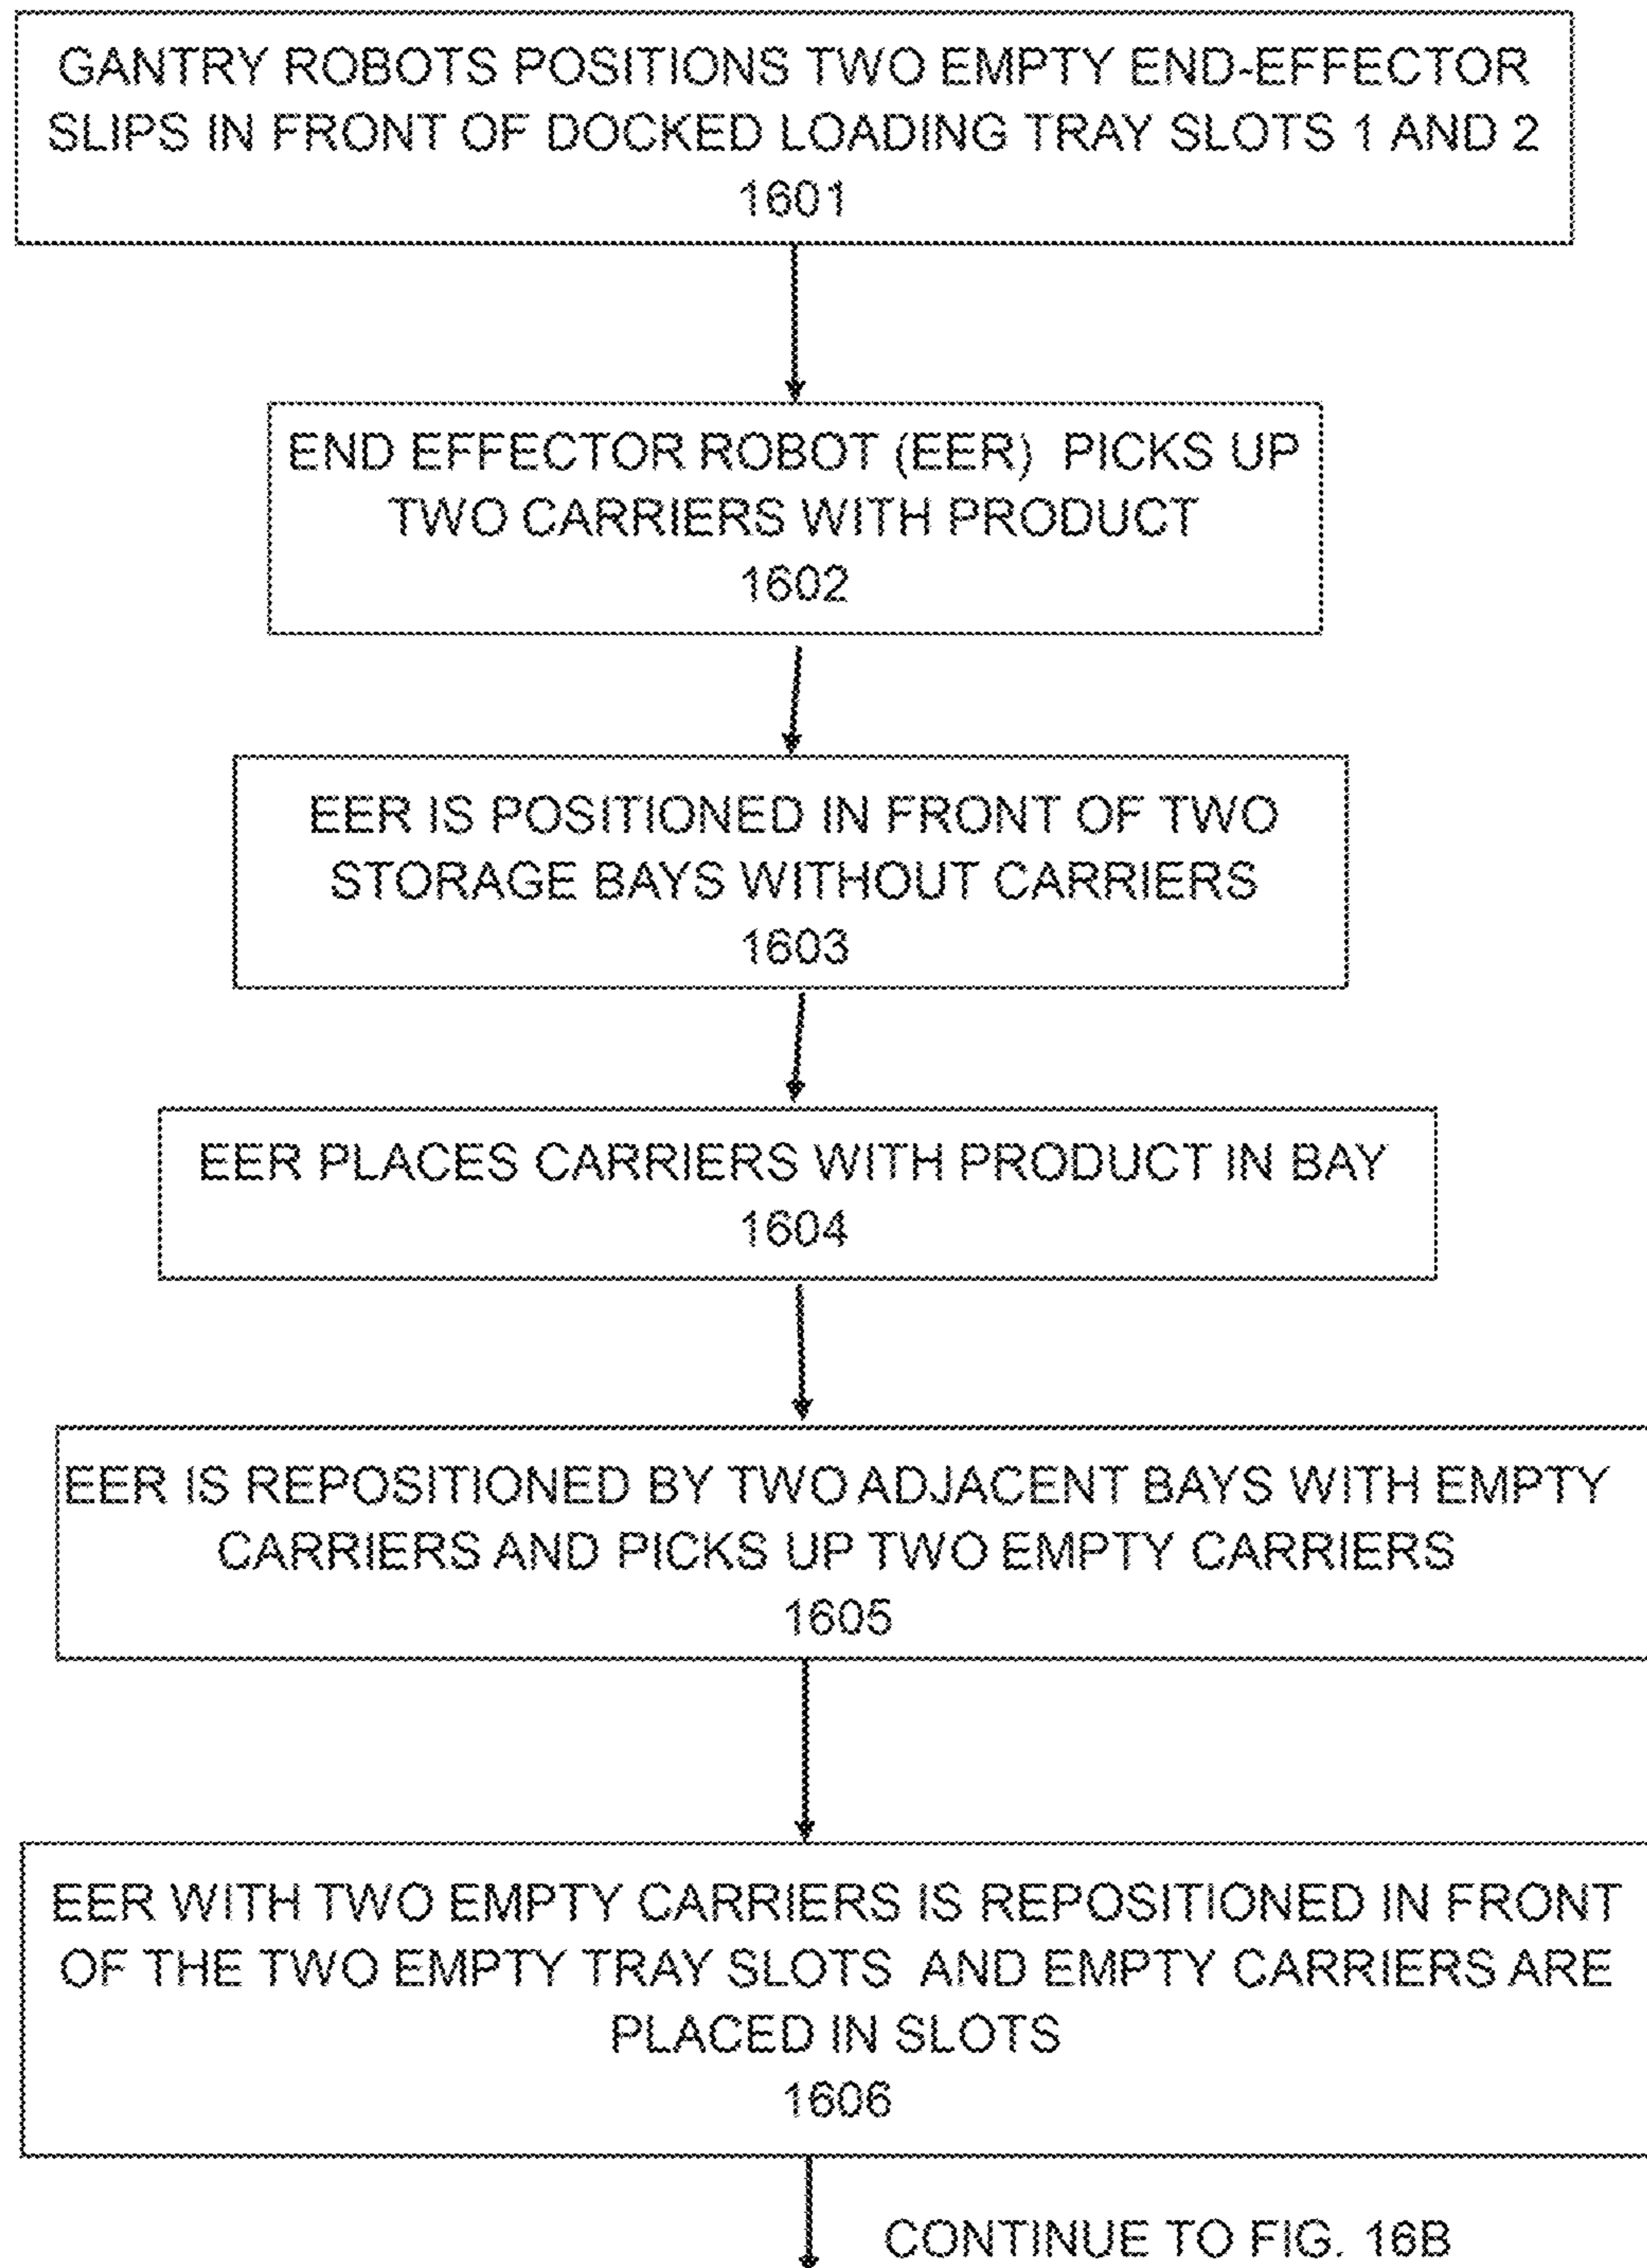 GANTRY ROBOTS POSITIONS TWO EMPTY END-EFFECTOR
SLIPS IN FRONT OF DOCKED LOADING TRAY SLOTS 1 AND 2
1601
END EFFECTOR ROBOT (EER) PICKS UP
TWO CARRIERS WITH PRODUCT
1602
EER IS POSITIONED IN FRONT OF TWO
STORAGE BAYS WITHOUT CARRIERS
1603
EER PLACES CARRIERS WITH PRODUCT IN BAY
1604
EER IS REPOSITIONED BY TWO ADJACENT BAYS WITH EMPTY
CARRIERS AND PICKS UP TWO EMPTY CARRIERS
1605
EER WITH TWO EMPTY CARRIERS IS REPOSITIONED IN FRONT
OF THE TWO EMPTY TRAY SLOTS AND EMPTY CARRIERS ARE
PLACED IN SLOTS
1606
CONTINUE TO FIG. 16B